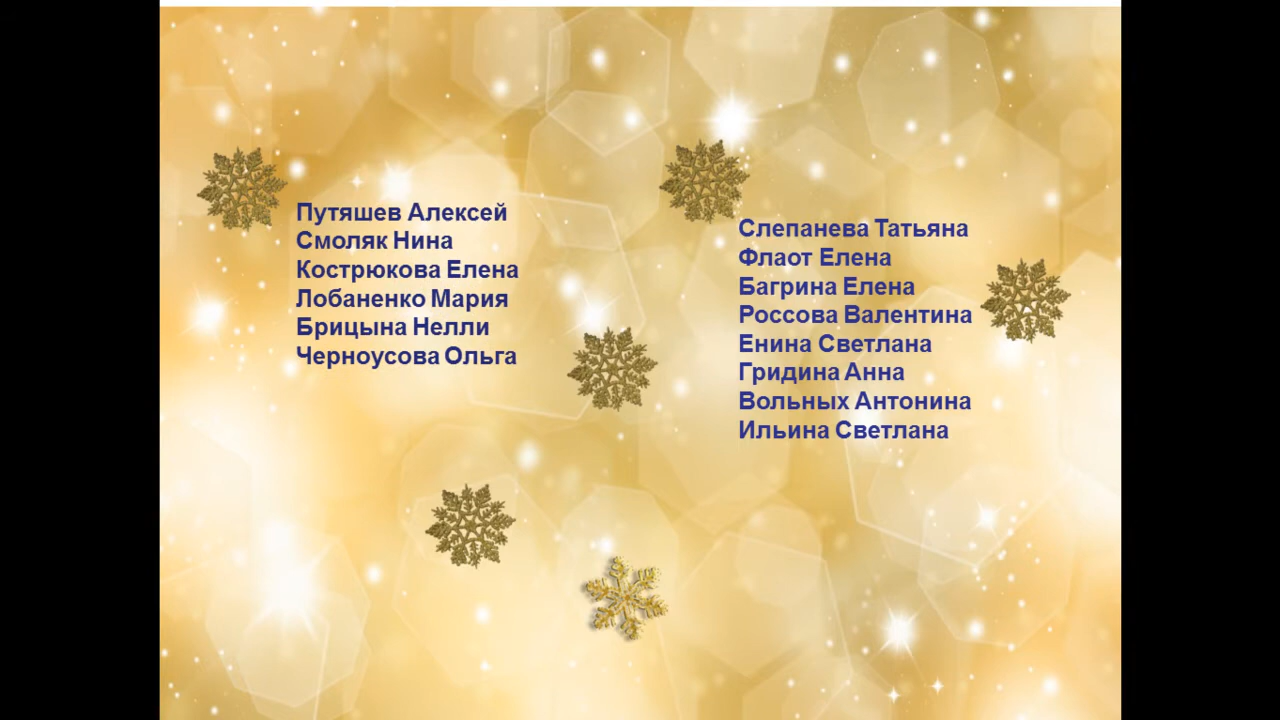 Путяшев Алексей
Смоляк Нина
Кострюкова Елена
Лобаненко Мария
Брицына Нелли
Черноусова Ольга
Слепанева Татьяна
Флаот Елена
Багрина Елена
Россова Валентина
Енина Светлана
Гридина Анна
Вольных Антонина
Ильина Светлана